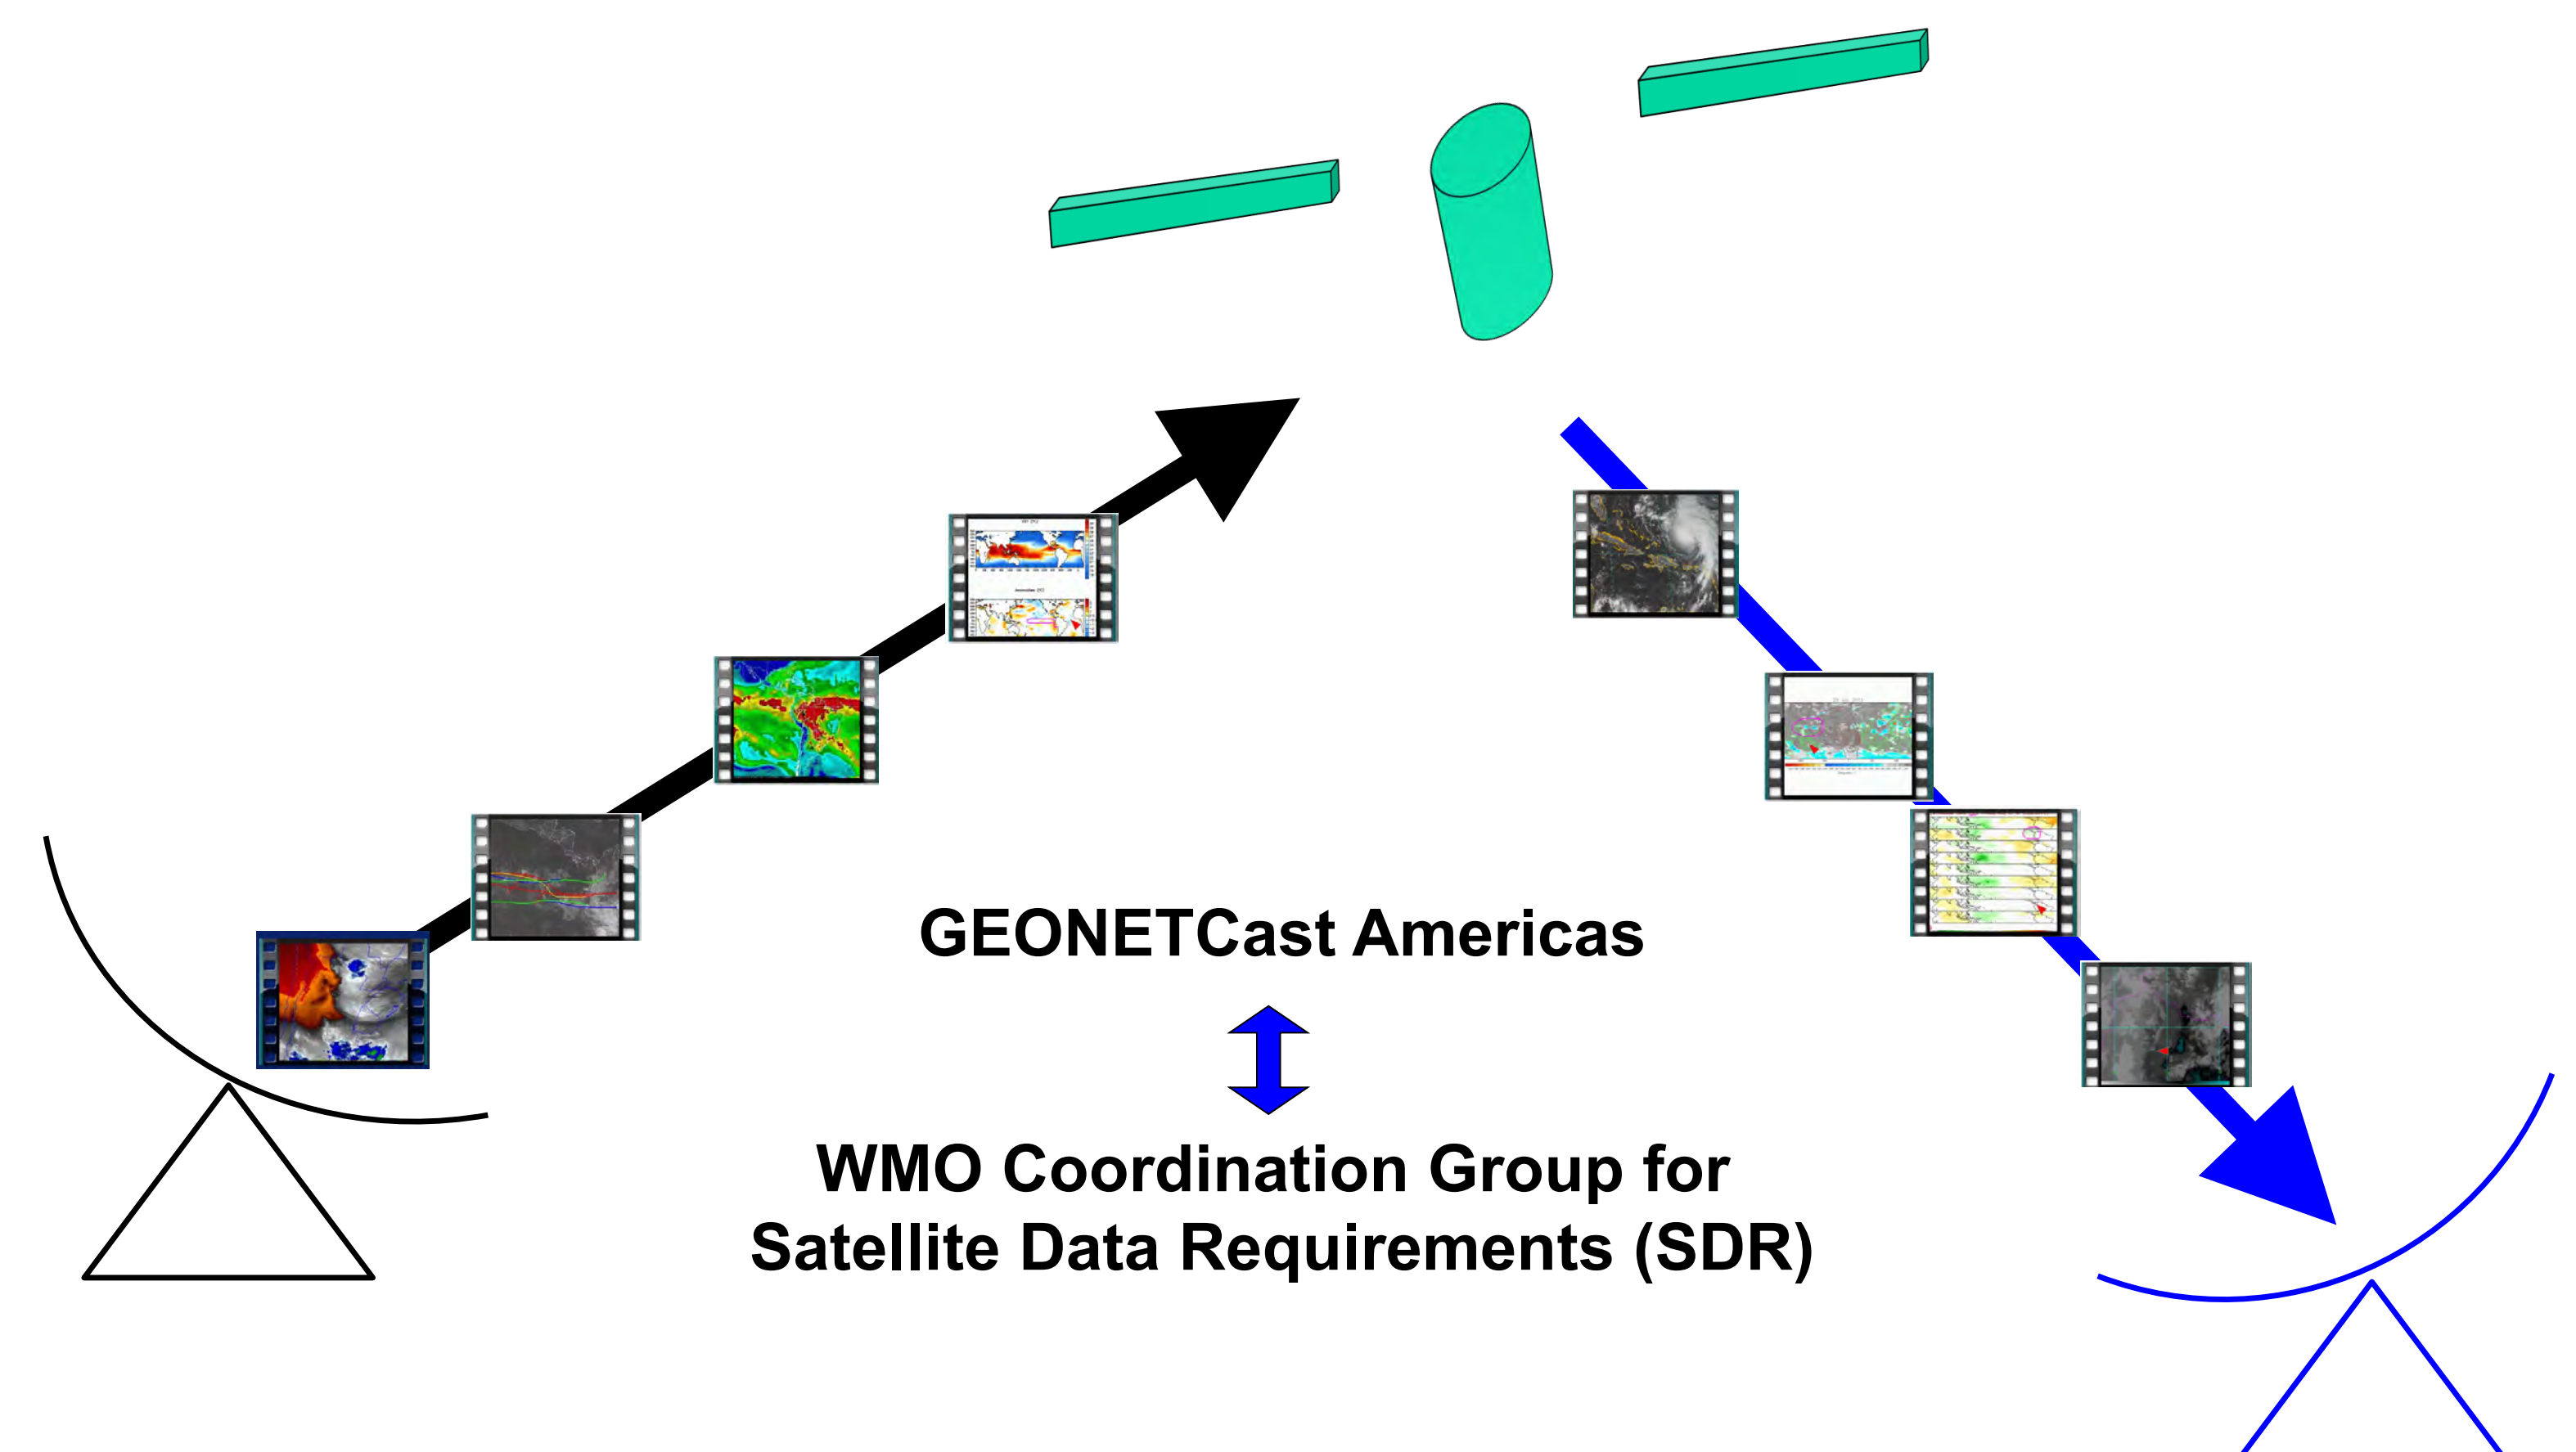 GEONETCast Americas
WMO Coordination Group for
Satellite Data Requirements (SDR)